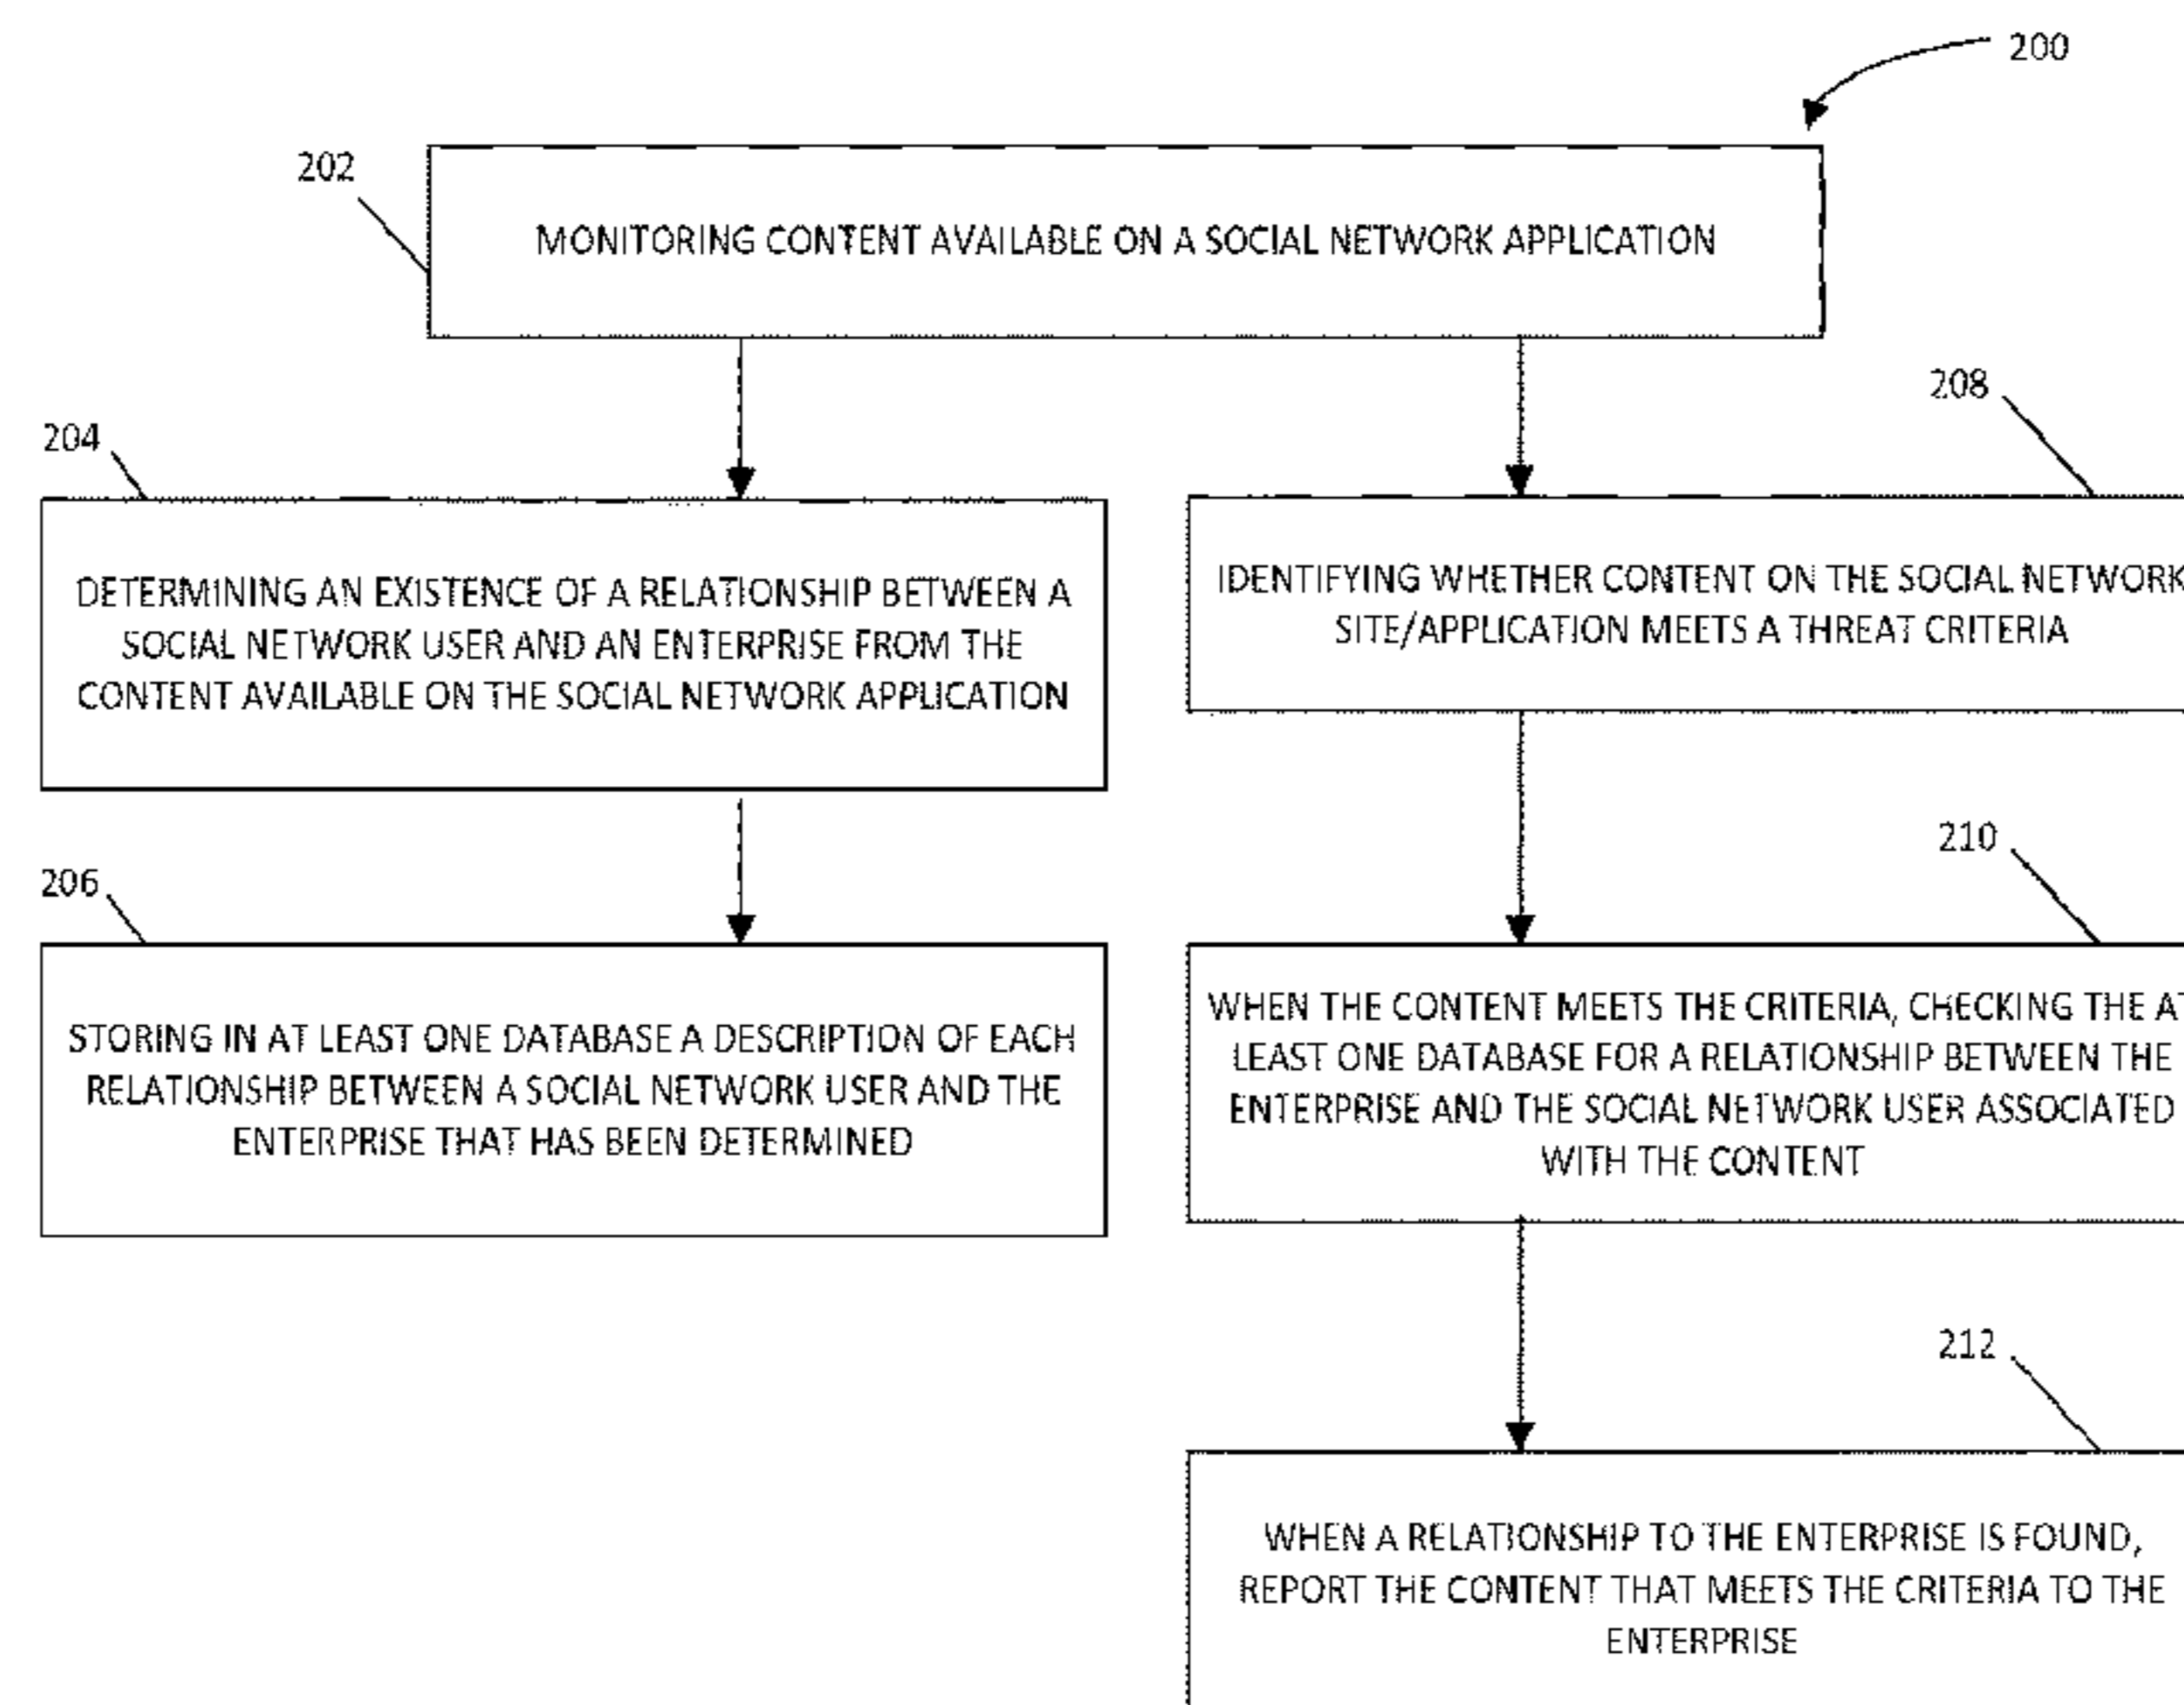 200
202
MONITORING CONTENT AVAILABLE ON A SOCIAL NETWORK APPLICATION
204
DETERMINING AN EXISTENCE OF A RELATIONSHIP BETWEEN A
SOCIAL NETWORK USER AND AN ENTERPRISE FROM THE
CONTENT AVAILABLE ON THE SOCIAL NETWORK APPLICATION
206
STORING IN AT LEAST ONE DATABASE A DESCRIPTION OF EACH
RELATIONSHIP BETWEEN A SOCIAL NETWORK USER AND THE
ENTERPRISE THAT HAS BEEN DETERMINED
208
IDENTIFYING WHETHER CONTENT ON THE SOCIAL NETWORK
SITE/APPLICATION MEETS A THREAT CRITERIA
210
WHEN THE CONTENT MEETS THE CRITERIA, CHECKING THE AT
LEAST ONE DATABASE FOR A RELATIONSHIP BETWEEN THE
ENTERPRISE AND THE SOCIAL NETWORK USER ASSOCIATED
WITH THE CONTENT
212
WHEN A RELATIONSHIP TO THE ENTERPRISE IS FOUND,
REPORT THE CONTENT THAT MEETS THE CRITERIA TO THE
ENTERPRISE